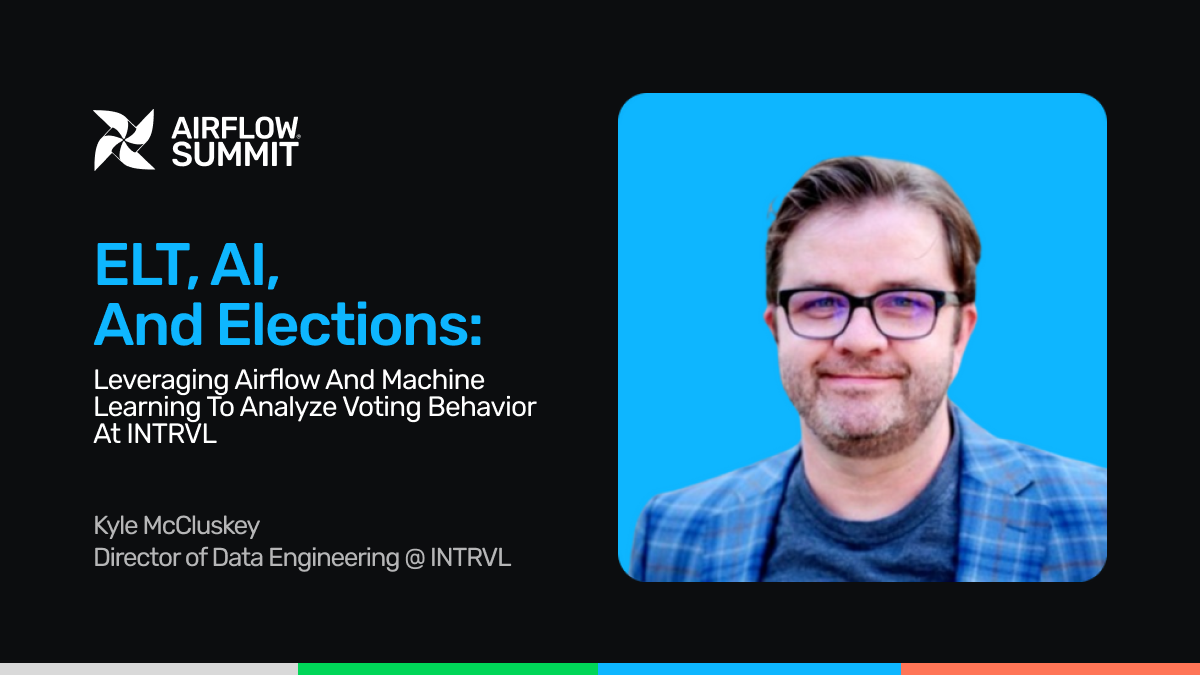 AIRFLOW
SUMMIT
ELT, AI,
And Elections:
Leveraging Airflow And Machine
Learning To Analyze Voting Behavior
At INTRVL
Kyle McCluskey
Director of Data Engineering @ INTRVL